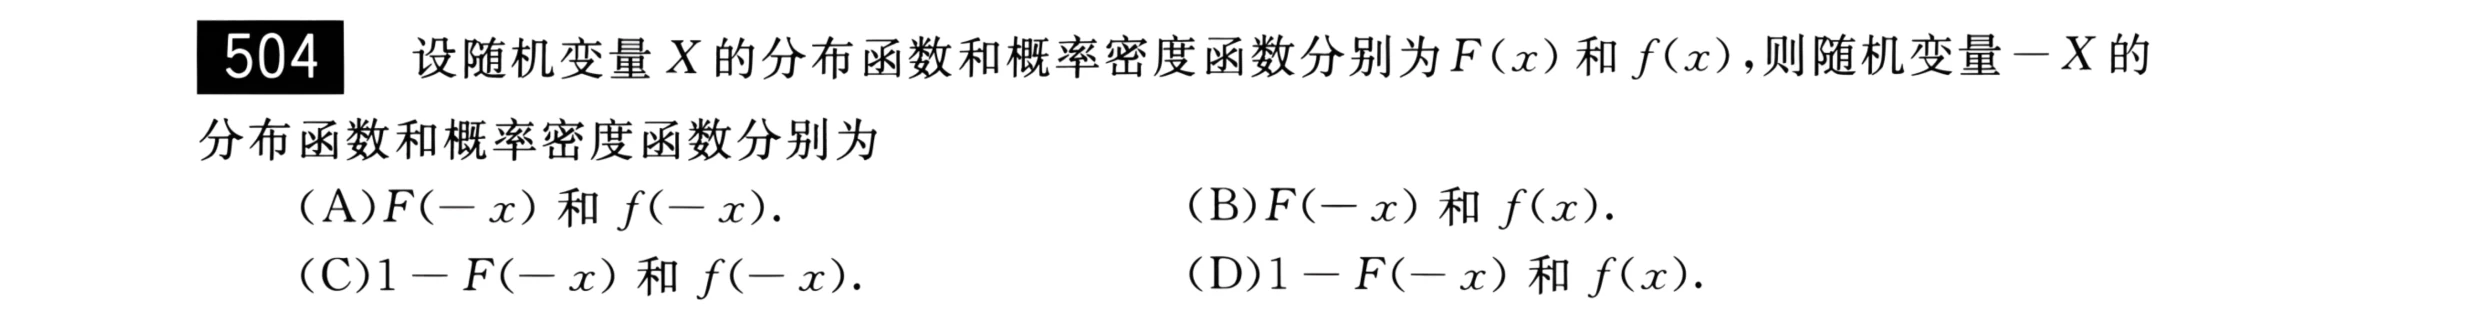 504 设随机变量 X 的分布函数和概率密度函数分别为 F(x) 和 f(x),则随机变量 -X 的
分布函数和概率密度函数分别为
(A)F(-x) 和 f(-x). (B)F(-x) 和 f(x).
(C)1-F(-x) 和 f(-x). (D)1-F(-x) 和 f(x).